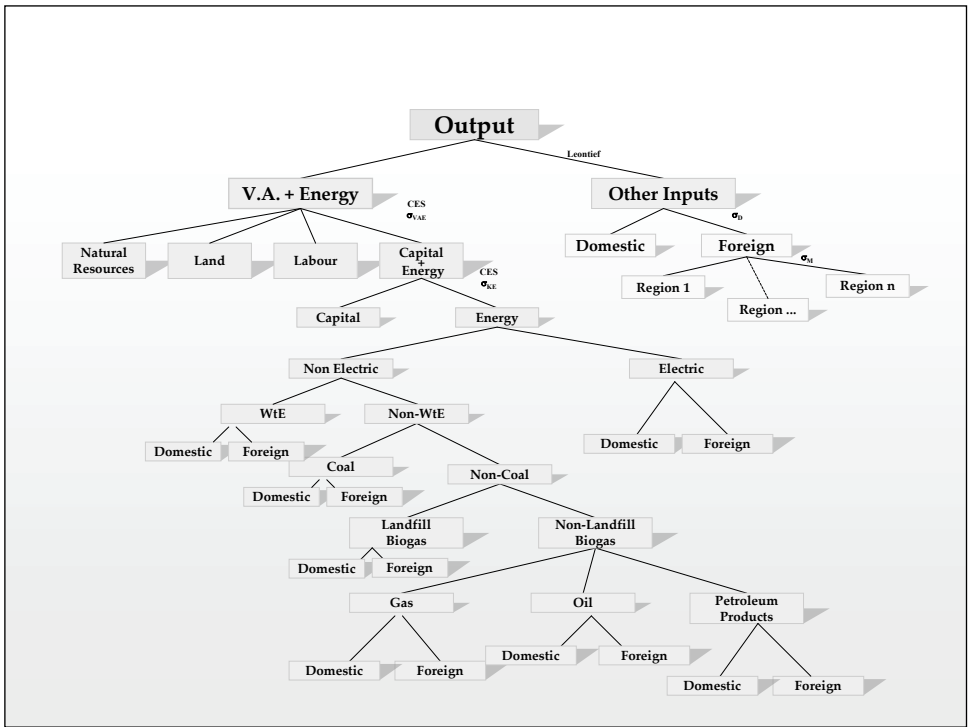 Output
Leontief
V.A. + Energy
Other Inputs
CES
σVAE
σD
Natural
Resources
Land
Labour
Capital
+
Energy
Domestic
Foreign
CES
σKE
σM
Region 1
Region ...
Region n
Capital
Energy
Non Electric
Electric
WtE
Non-WtE
Domestic
Foreign
Domestic
Foreign
Coal
Non-Coal
Domestic
Foreign
Landfill
Biogas
Non-Landfill
Biogas
Domestic
Foreign
Gas
Oil
Petroleum
Products
Domestic
Foreign
Domestic
Foreign
Domestic
Foreign